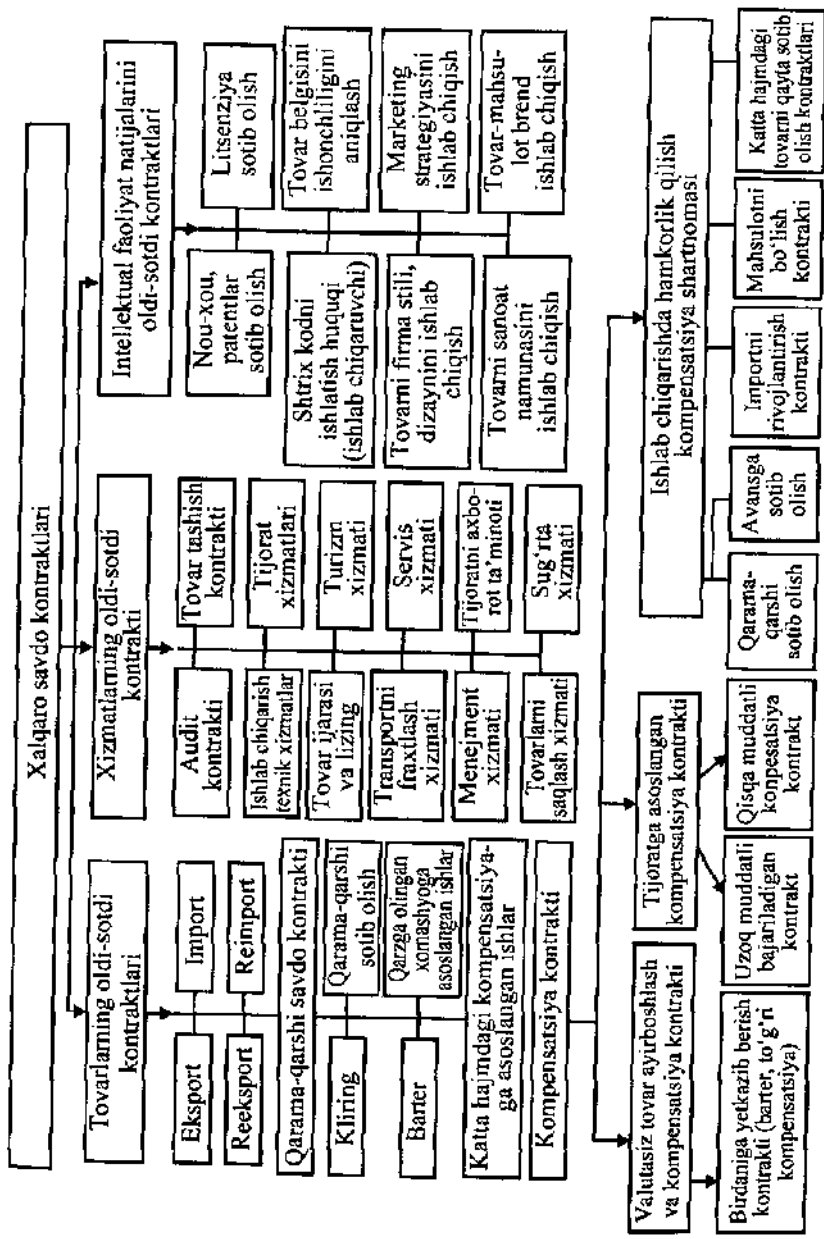 Xalqaro savdo kontraktlari
Tovarlarning oldi-sotdi
kontraktlari
Xizmatlarning oldi-sotdi
kontrakti
Intellektual faoliyat natijalarini
oldi-sotdi kontraktlari
Eksport
Import
Reeksport
Reimport
Qarama-qarshi savdo kontrakti
Kliring
Qarama-qarshi
sotib olish
Barter
Qarzga olingan
xomashyoga
asoslangan ishlar
Katta hajmdagi kompensatsiya-
ga asoslangan ishlar
Kompensatsiya kontrakti
Audit
kontrakti
Tovar tashish
kontrakti
Ishlab chiqarish
texnik xizmatlar
Tijorat
xizmatlari
Tovar ijarasi
va lizing
Turizm
xizmati
Transportni
fraxtlash
xizmati
Servis
xizmati
Menejment
xizmati
Tijoratni axbo-
rot ta'minoti
Tovarlarni
saqlash xizmati
Sug'rta
xizmati
Nou-xou,
patentlar
sotib olish
Litsenziya
sotib olish
Shtrix kodni
ishlatish huquqi
(ishlab chiqaruvchi)
Tovar belgisini
ishonchliligini
aniqlash
Tovarni firma stili,
dizaynini ishlab
chiqish
Marketing
strategiyasini
ishlab chiqish
Tovarni sanoat
namunasini
ishlab chiqish
Tovar-mahsu-
lot brend
ishlab chiqish
Valutasiz tovar ayirboshlash
va kompensatsiya kontrakti
Birdaniga yetkazib berish
kontrakti (barter, to'g'ri
kompensatsiya)
Tijoratga asoslangan
kompensatsiya kontrakti
Uzoq muddatli
bajariladigan
kontrakt
Qisqa muddatli
konpesatsiya
kontrakt
Ishlab chiqarishda hamkorlik qilish
kompensatsiya shartnomasi
Qarama-
qarshi
sotib olish
Avansga
sotib
olish
Importni
rivojlantirish
kontrakti
Mahsulotni
bo'lish
kontrakti
Katta hajmdagi
tovarni qayta sotib
olish kontraktlari